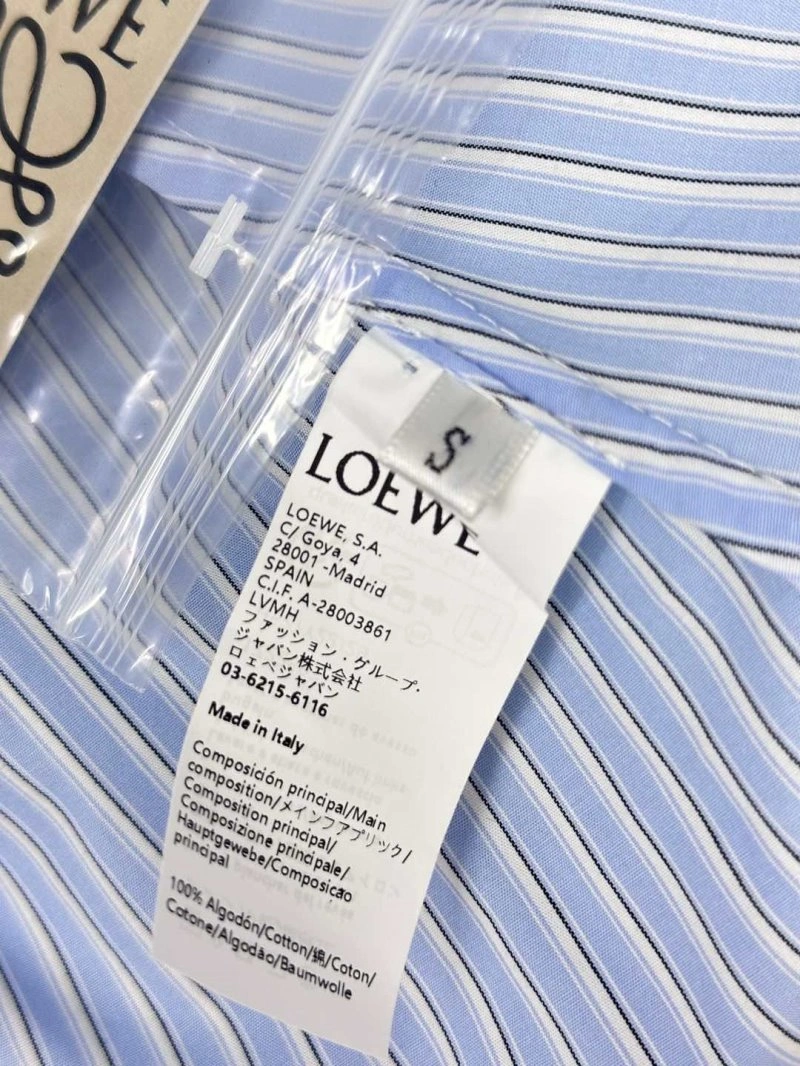 WE
S
LOEWE
LOEWE, S.A.
C/ Goya, 4
28001 -Madrid
SPAIN
C.I.F. A-28003861
LVMH
ファッション・グループ.
ジャパン株式会社
ロエベジャパン
03-6215-6116
Made in Italy
Composición principal/Main
composition/メインファブリック/
Composition principal/
Composizione principale/
Hauptgewebe/Composicão
principal
100% Algodón/Cotton/綿/Coton/
Cotone/Algodão/Baumwolle